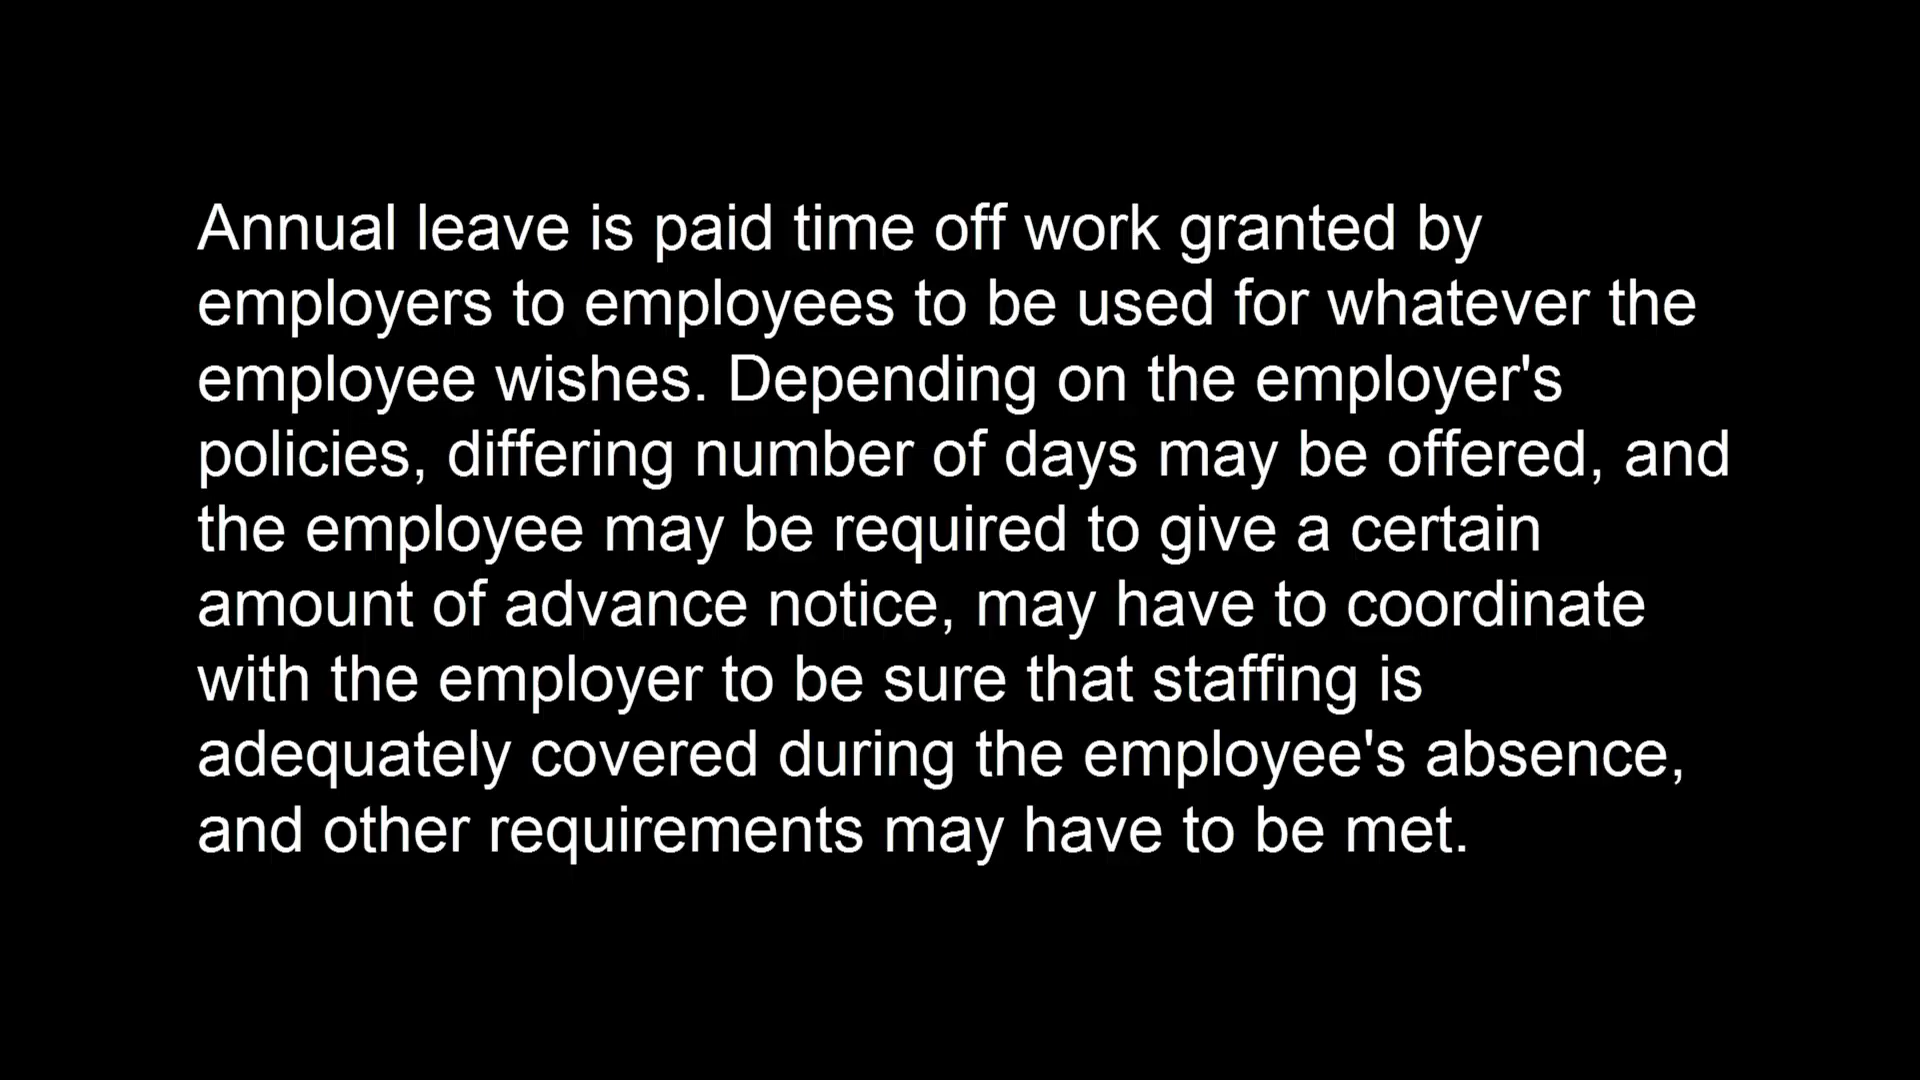 Annual leave is paid time off work granted by
employers to employees to be used for whatever the
employee wishes. Depending on the employer's
policies, differing number of days may be offered, and
the employee may be required to give a certain
amount of advance notice, may have to coordinate
with the employer to be sure that staffing is
adequately covered during the employee's absence,
and other requirements may have to be met.